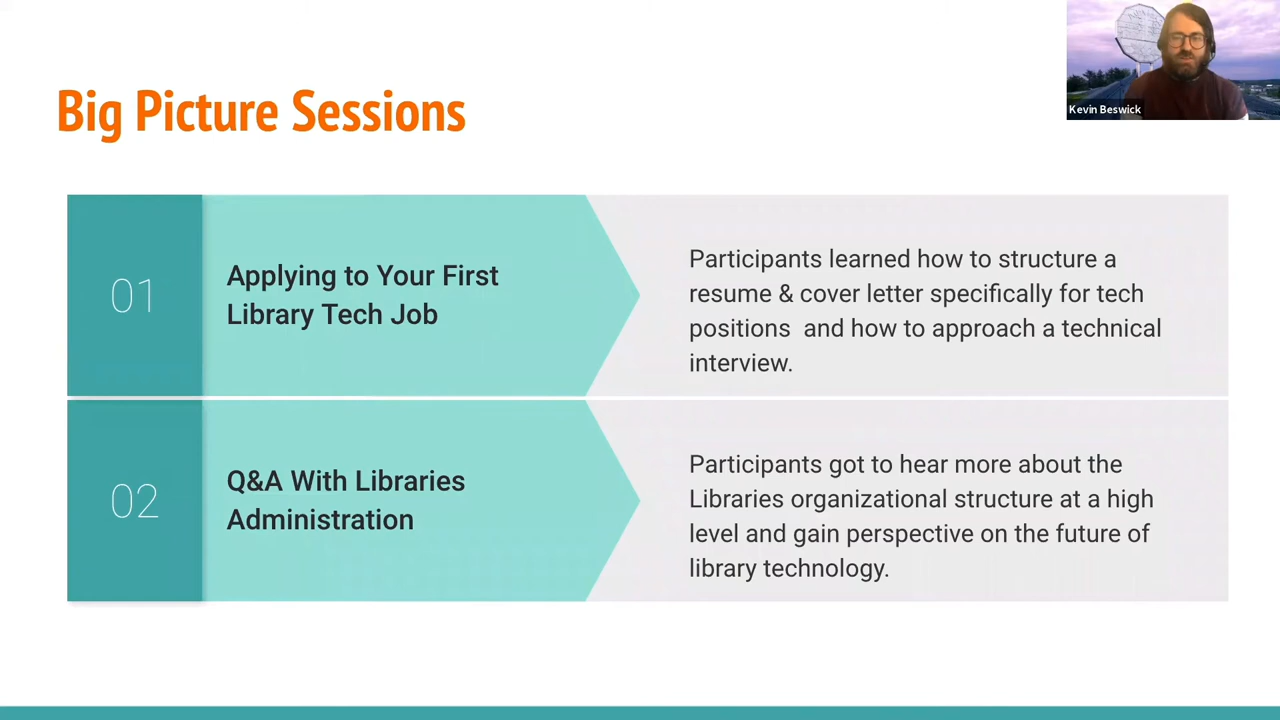 Big Picture Sessions
Kevin Beswick
01
Applying to Your First
Library Tech Job
Participants learned how to structure a
resume & cover letter specifically for tech
positions and how to approach a technical
interview.
02
Q&A With Libraries
Administration
Participants got to hear more about the
Libraries organizational structure at a high
level and gain perspective on the future of
library technology.